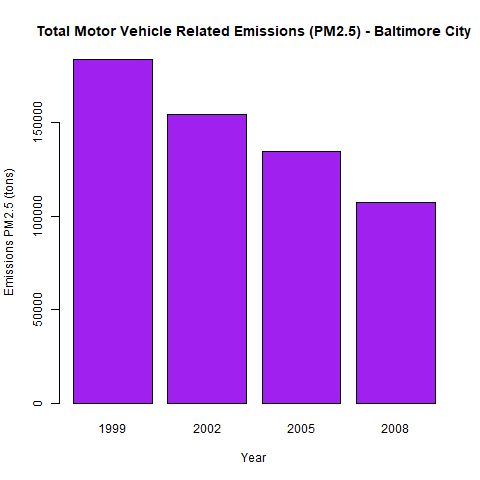 Total Motor Vehicle Related Emissions (PM2.5) - Baltimore City
Emissions PM2.5 (tons)
150000
100000
50000
0
1999 2002 2005 2008
Year